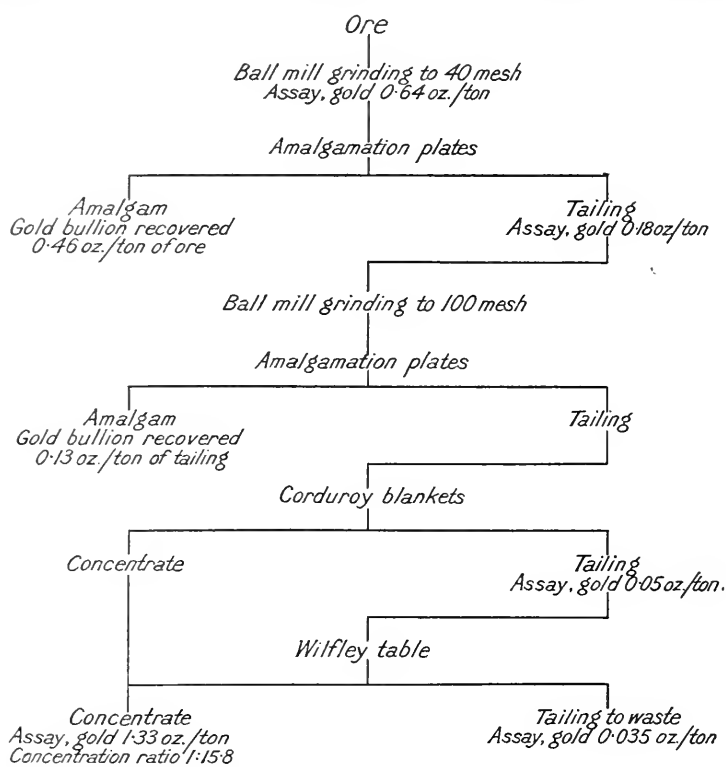 Ore
Ball mill grinding to 40 mesh
Assay, gold 0·64 oz./ton
Amalgamation plates
Amalgam
Gold bullion recovered
0·46 oz./ton of ore
Tailing
Assay, gold 0·18 oz/ton
Ball mill grinding to 100 mesh
Amalgamation plates
Amalgam
Gold bullion recovered
0·13 oz./ton of tailing
Tailing
Corduroy blankets
Concentrate
Tailing
Assay, gold 0·05 oz/ton.
Wilfley table
Concentrate
Assay, gold 1·33 oz./ton
Concentration ratio 1:15·8
Tailing to waste
Assay, gold 0·035 oz/ton